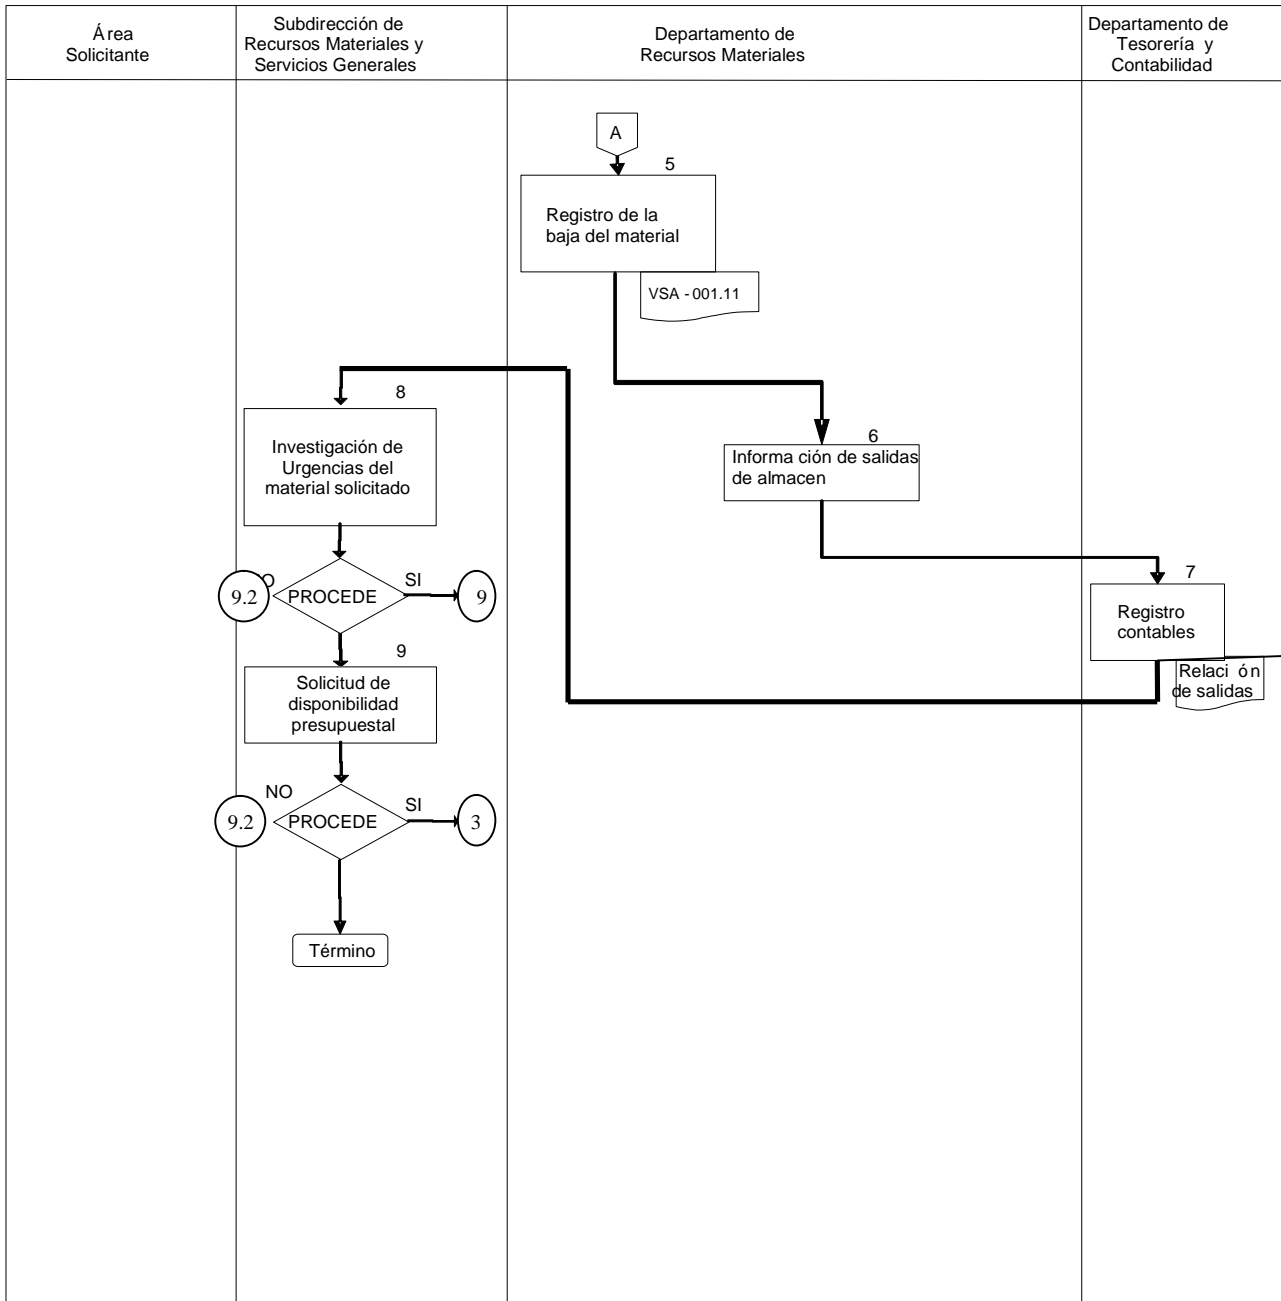 Área
Solicitante
Subdirección de
Recursos Materiales y
Servicios Generales
Departamento de
Recursos Materiales
Departamento de
Tesorería y
Contabilidad
A
5
Registro de la
baja del material
VSA - 001.11
8
Investigación de
Urgencias del
material solicitado
6
Informa ción de salidas
de almacen
7
Registro
contables
Relaci ón
de salidas
9.2
PROCEDE
SI
9
9
Solicitud de
disponibilidad
presupuestal
NO
9.2
PROCEDE
SI
3
Término